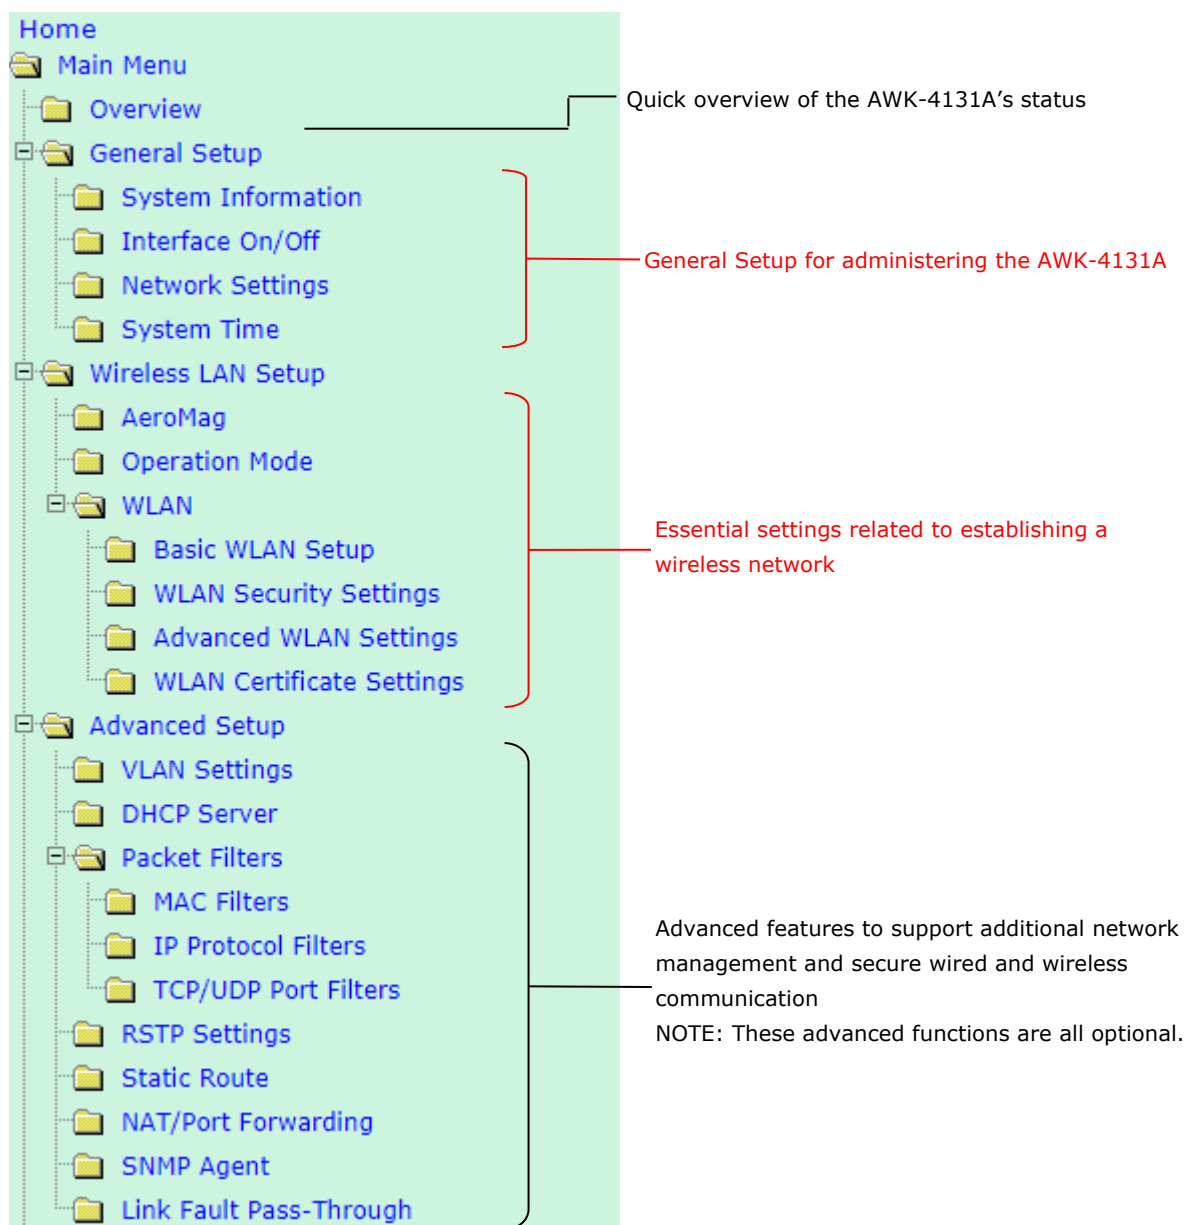 Home
Main Menu
Overview
Quick overview of the AWK-4131A’s status
General Setup
System Information
Interface On/Off
Network Settings
System Time
General Setup for administering the AWK-4131A
Wireless LAN Setup
AeroMag
Operation Mode
WLAN
Basic WLAN Setup
WLAN Security Settings
Advanced WLAN Settings
WLAN Certificate Settings
Essential settings related to establishing a
wireless network
Advanced Setup
VLAN Settings
DHCP Server
Packet Filters
MAC Filters
IP Protocol Filters
TCP/UDP Port Filters
RSTP Settings
Static Route
NAT/Port Forwarding
SNMP Agent
Link Fault Pass-Through
Advanced features to support additional network
management and secure wired and wireless
communication
NOTE: These advanced functions are all optional.